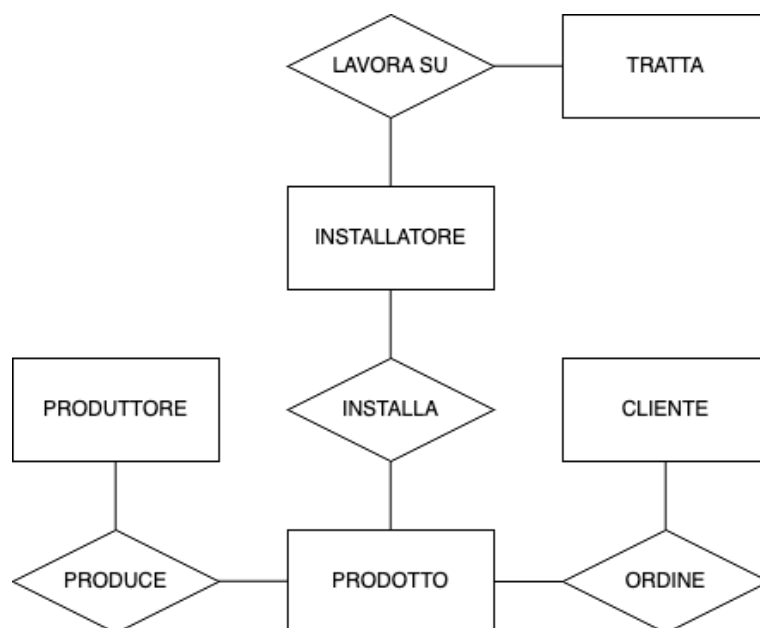 LAVORA SU
TRATTA
INSTALLATORE
PRODUTTORE
INSTALLA
CLIENTE
PRODUCE
PRODOTTO
ORDINE